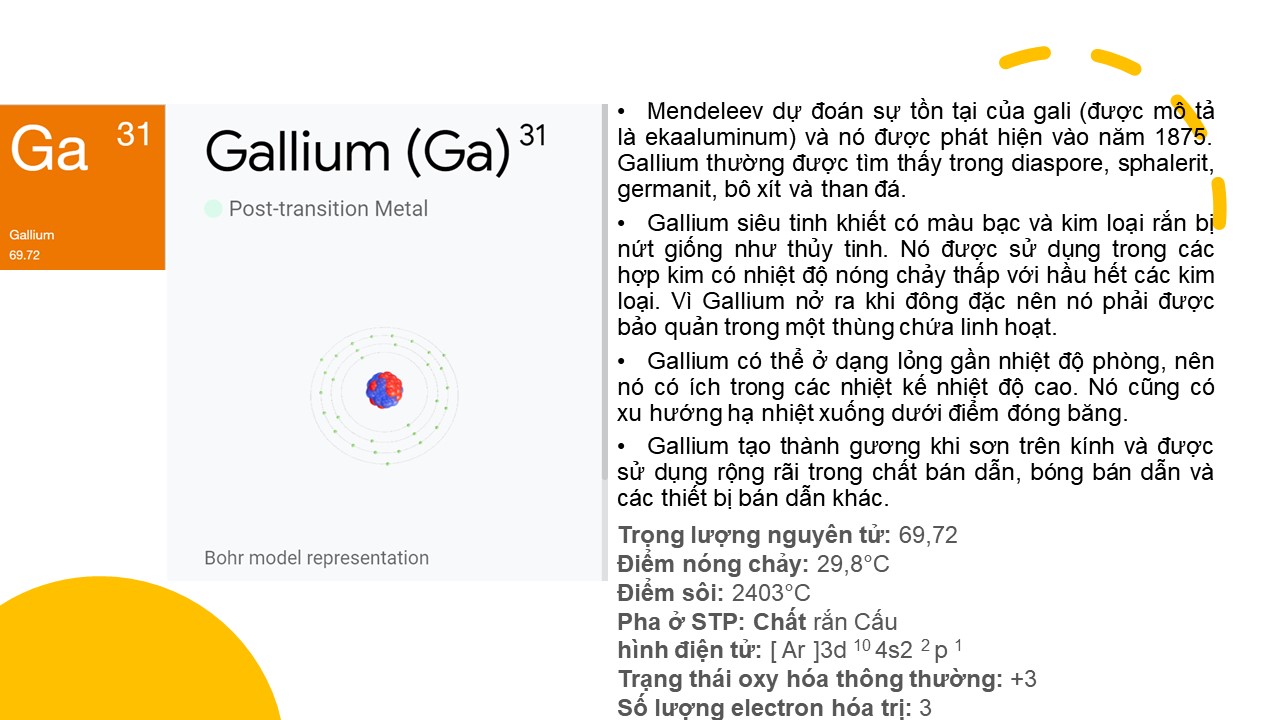 Ga 31
Gallium
69.72
Gallium (Ga) 31
Post-transition Metal
Bohr model representation
• Mendeleev dự đoán sự tồn tại của gali (được mô tả
là ekaaluminum) và nó được phát hiện vào năm 1875.
Gallium thường được tìm thấy trong diaspore, sphalerit,
germanit, bô xít và than đá.
• Gallium siêu tinh khiết có màu bạc và kim loại rắn bị
nứt giống như thủy tinh. Nó được sử dụng trong các
hợp kim có nhiệt độ nóng chảy thấp với hầu hết các kim
loại. Vì Gallium nở ra khi đông đặc nên nó phải được
bảo quản trong một thùng chứa linh hoạt.
• Gallium có thể ở dạng lỏng gần nhiệt độ phòng, nên
nó có ích trong các nhiệt kế nhiệt độ cao. Nó cũng có
xu hướng hạ nhiệt xuống dưới điểm đóng băng.
• Gallium tạo thành gương khi sơn trên kính và được
sử dụng rộng rãi trong chất bán dẫn, bóng bán dẫn và
các thiết bị bán dẫn khác.
Trọng lượng nguyên tử: 69,72
Điểm nóng chảy: 29,8°C
Điểm sôi: 2403°C
Pha ở STP: Chất rắn Cấu
hình điện tử: [ Ar ]3d 10 4s2 2 p 1
Trạng thái oxy hóa thông thường: +3
Số lượng electron hóa trị: 3